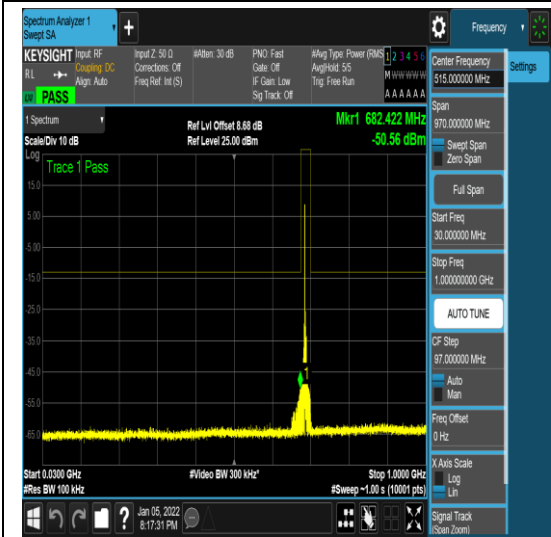 Spectrum Analyzer 1
Swept SA
+
Frequency
KEYSIGHT
RL
PASS
Input: RF
Coupling: DC
Align: Auto
Input Z: 50 Ω
Corrections: Off
Freq Ref: Int (S)
#Atten: 30 dB
PNO: Fast
Gate: Off
IF Gain: Low
Sig Track: Off
#Avg Type: Power (RMS)
Avg|Hold: 5/5
Trig: Free Run
1 2 3 4 5 6
M W W W W W
A A A A A A
1 Spectrum
Scale/Div 10 dB
Ref Lvl Offset 8.68 dB
Ref Level 25.00 dBm
Mkr1 682.422 MHz
-50.56 dBm
Log
Trace 1 Pass
15.0
5.00
-5.00
-15.0
-25.0
-35.0
-45.0
-55.0
-65.0
1
Start 0.0300 GHz
#Res BW 100 kHz
#Video BW 300 kHz*
Stop 1.0000 GHz
#Sweep ~1.00 s (10001 pts)
?
Jan 05, 2022
8:17:31 PM
Center Frequency
515.000000 MHz
Settings
Span
970.000000 MHz
Swept Span
Zero Span
Full Span
Start Freq
30.000000 MHz
Stop Freq
1.000000000 GHz
AUTO TUNE
CF Step
97.000000 MHz
Auto
Man
Freq Offset
0 Hz
X Axis Scale
Log
Lin
Signal Track
(Span Zoom)